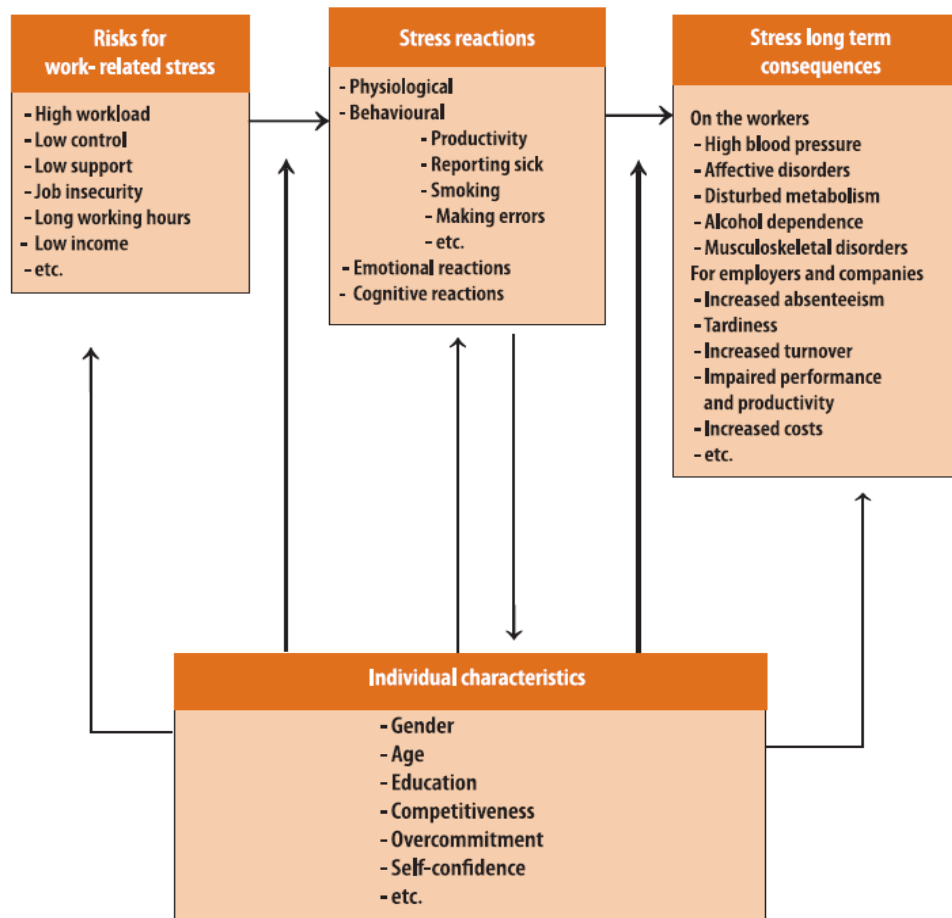 Risks for
work- related stress
- High workload
- Low control
- Low support
- Job insecurity
- Long working hours
- Low income
- etc.
Stress reactions
- Physiological
- Behavioural
- Productivity
- Reporting sick
- Smoking
- Making errors
- etc.
- Emotional reactions
- Cognitive reactions
Stress long term
consequences
On the workers
- High blood pressure
- Affective disorders
- Disturbed metabolism
- Alcohol dependence
- Musculoskeletal disorders
For employers and companies
- Increased absenteeism
- Tardiness
- Increased turnover
- Impaired performance
and productivity
- Increased costs
- etc.
Individual characteristics
- Gender
- Age
- Education
- Competitiveness
- Overcommitment
- Self-confidence
- etc.